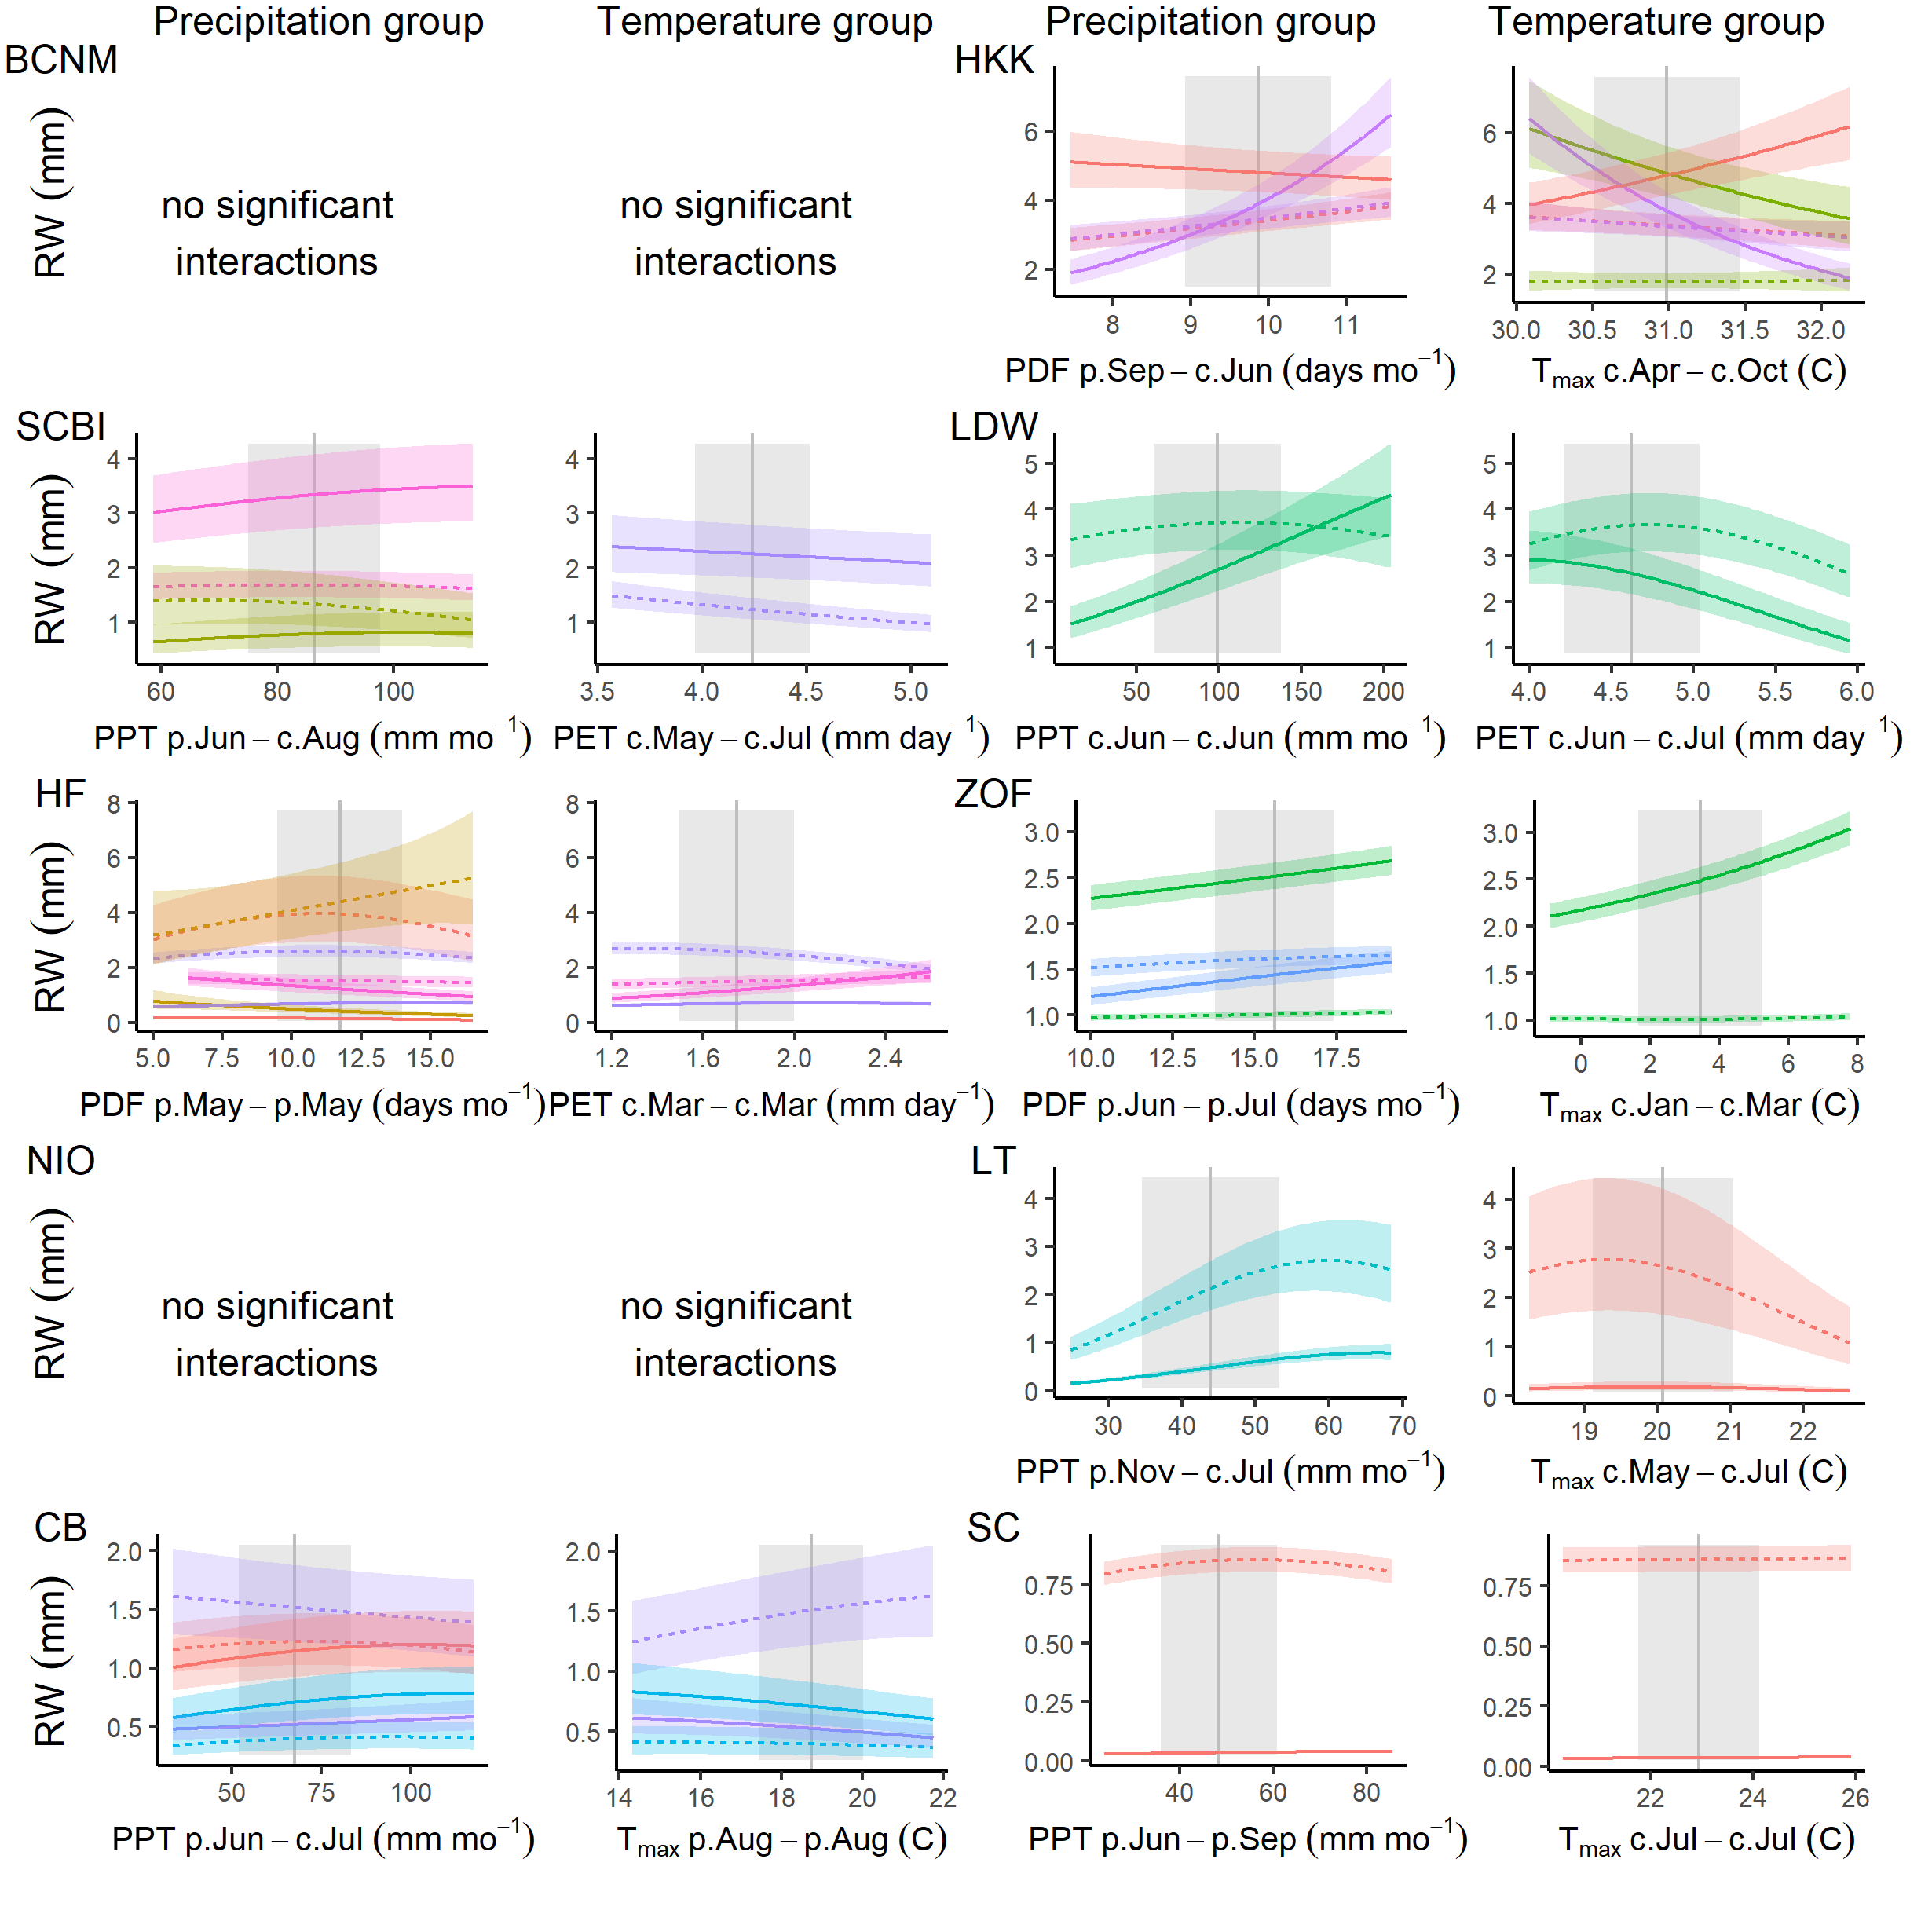 Precipitation group Temperature group Precipitation group Temperature group
BCNM
RW (mm)
no significant
interactions
no significant
interactions
HKK
6
4
2
8 9 10 11
PDF p.Sep – c.Jun (days mo⁻¹)
6
4
2
30.0 30.5 31.0 31.5 32.0
Tmax c.Apr – c.Oct (C)
SCBI
RW (mm)
4
3
2
1
60 80 100
PPT p.Jun – c.Aug (mm mo⁻¹)
4
3
2
1
3.5 4.0 4.5 5.0
PET c.May – c.Jul (mm day⁻¹)
LDW
5
4
3
2
1
50 100 150 200
PPT c.Jun – c.Jun (mm mo⁻¹)
5
4
3
2
1
4.0 4.5 5.0 5.5 6.0
PET c.Jun – c.Jul (mm day⁻¹)
HF
RW (mm)
8
6
4
2
0
5.0 7.5 10.0 12.5 15.0
PDF p.May – p.May (days mo⁻¹)
8
6
4
2
0
1.2 1.6 2.0 2.4
PET c.Mar – c.Mar (mm day⁻¹)
ZOF
3.0
2.5
2.0
1.5
1.0
10.0 12.5 15.0 17.5
PDF p.Jun – p.Jul (days mo⁻¹)
3.0
2.5
2.0
1.5
1.0
0 2 4 6 8
Tmax c.Jan – c.Mar (C)
NIO
RW (mm)
no significant
interactions
no significant
interactions
LT
4
3
2
1
0
30 40 50 60 70
PPT p.Nov – c.Jul (mm mo⁻¹)
4
3
2
1
0
19 20 21 22
Tmax c.May – c.Jul (C)
CB
RW (mm)
2.0
1.5
1.0
0.5
50 75 100
PPT p.Jun – c.Jul (mm mo⁻¹)
2.0
1.5
1.0
0.5
14 16 18 20 22
Tmax p.Aug – p.Aug (C)
SC
0.75
0.50
0.25
0.00
40 60 80
PPT p.Jun – p.Sep (mm mo⁻¹)
0.75
0.50
0.25
0.00
22 24 26
Tmax c.Jul – c.Jul (C)